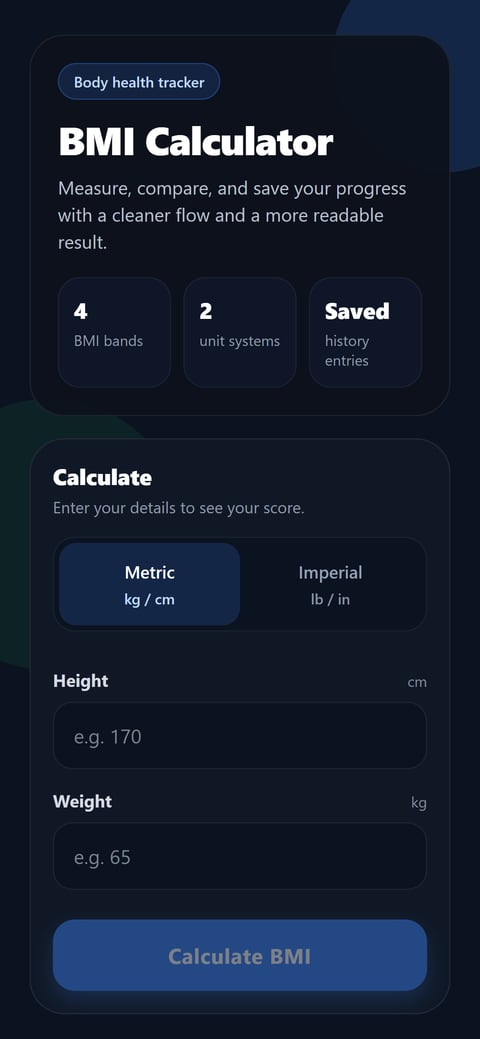 Body health tracker
BMI Calculator
Measure, compare, and save your progress
with a cleaner flow and a more readable
result.
4
BMI bands
2
unit systems
Saved
history
entries
Calculate
Enter your details to see your score.
Metric
kg / cm
Imperial
lb / in
Height
cm
e.g. 170
Weight
kg
e.g. 65
Calculate BMI